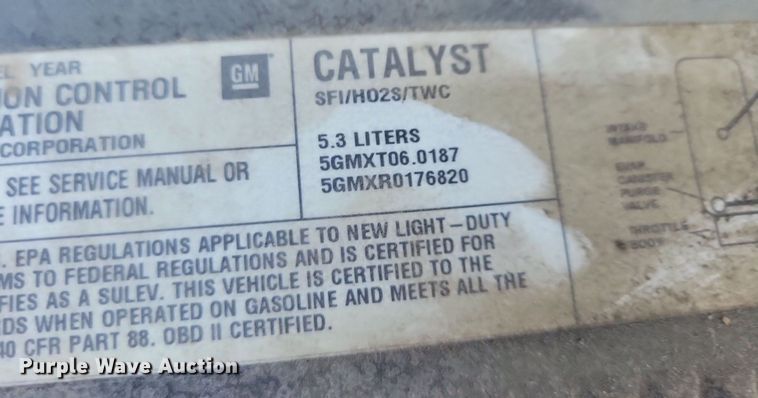 EL YEAR
ION CONTROL
ATION
CORPORATION
GM
SEE SERVICE MANUAL OR
E INFORMATION.
CATALYST
SFI/HO2S/TWC
5.3 LITERS
5GMXT06.0187
5GMXR0176820
. EPA REGULATIONS APPLICABLE TO NEW LIGHT-DUTY
MS TO FEDERAL REGULATIONS AND IS CERTIFIED FOR
FIES AS A SULEV. THIS VEHICLE IS CERTIFIED TO THE
DS WHEN OPERATED ON GASOLINE AND MEETS ALL THE
40 CFR PART 88. OBD II CERTIFIED.
INTAKE
MANIFOLD
EVAP
CANISTER
PURGE
VALVE
THROTTLE
BODY
Purple Wave Auction